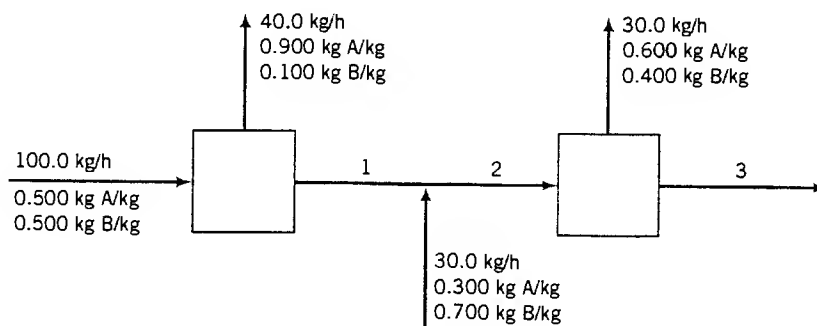 40.0 kg/h
0.900 kg A/kg
0.100 kg B/kg
30.0 kg/h
0.600 kg A/kg
0.400 kg B/kg
100.0 kg/h
0.500 kg A/kg
0.500 kg B/kg
1
2
3
30.0 kg/h
0.300 kg A/kg
0.700 kg B/kg